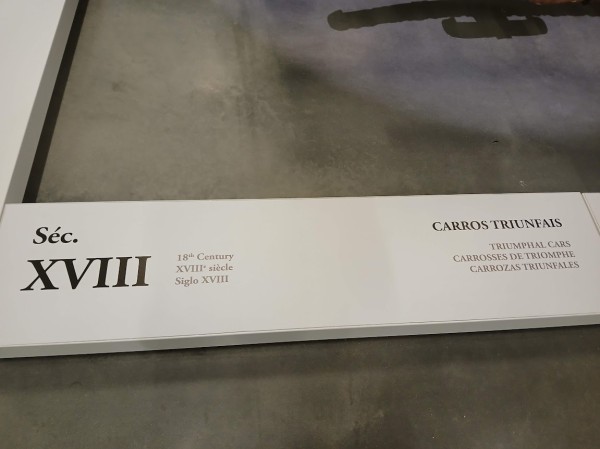 Séc.
XVIII
18th Century
XVIIIe siècle
Siglo XVIII
CARROS TRIUNFAIS
TRIUMPHAL CARS
CARROSSES DE TRIOMPHE
CARROZAS TRIUNFALES